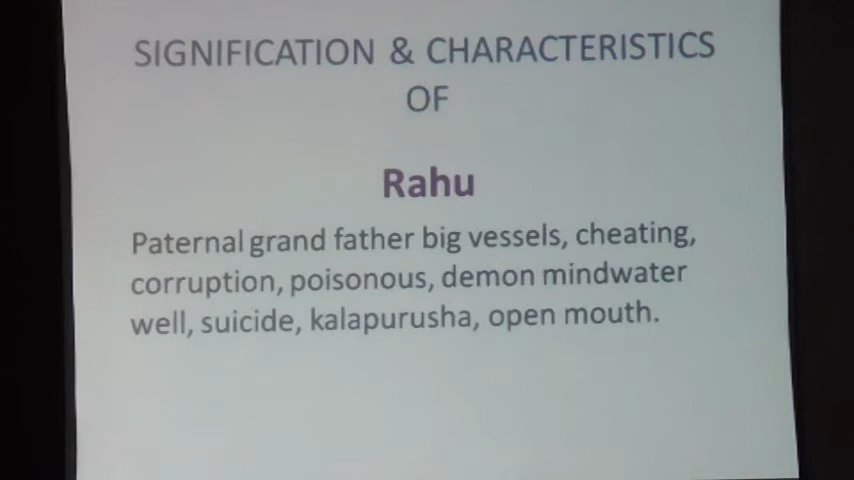 SIGNIFICATION & CHARACTERISTICS
OF
Rahu
Paternal grand father big vessels, cheating,
corruption, poisonous, demon mindwater
well, suicide, kalapurusha, open mouth.